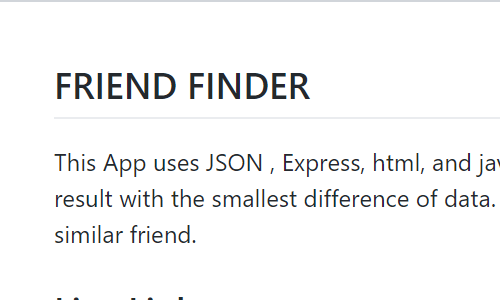 FRIEND FINDER
This App uses JSON , Express, html, and
result with the smallest difference of data.
similar friend.